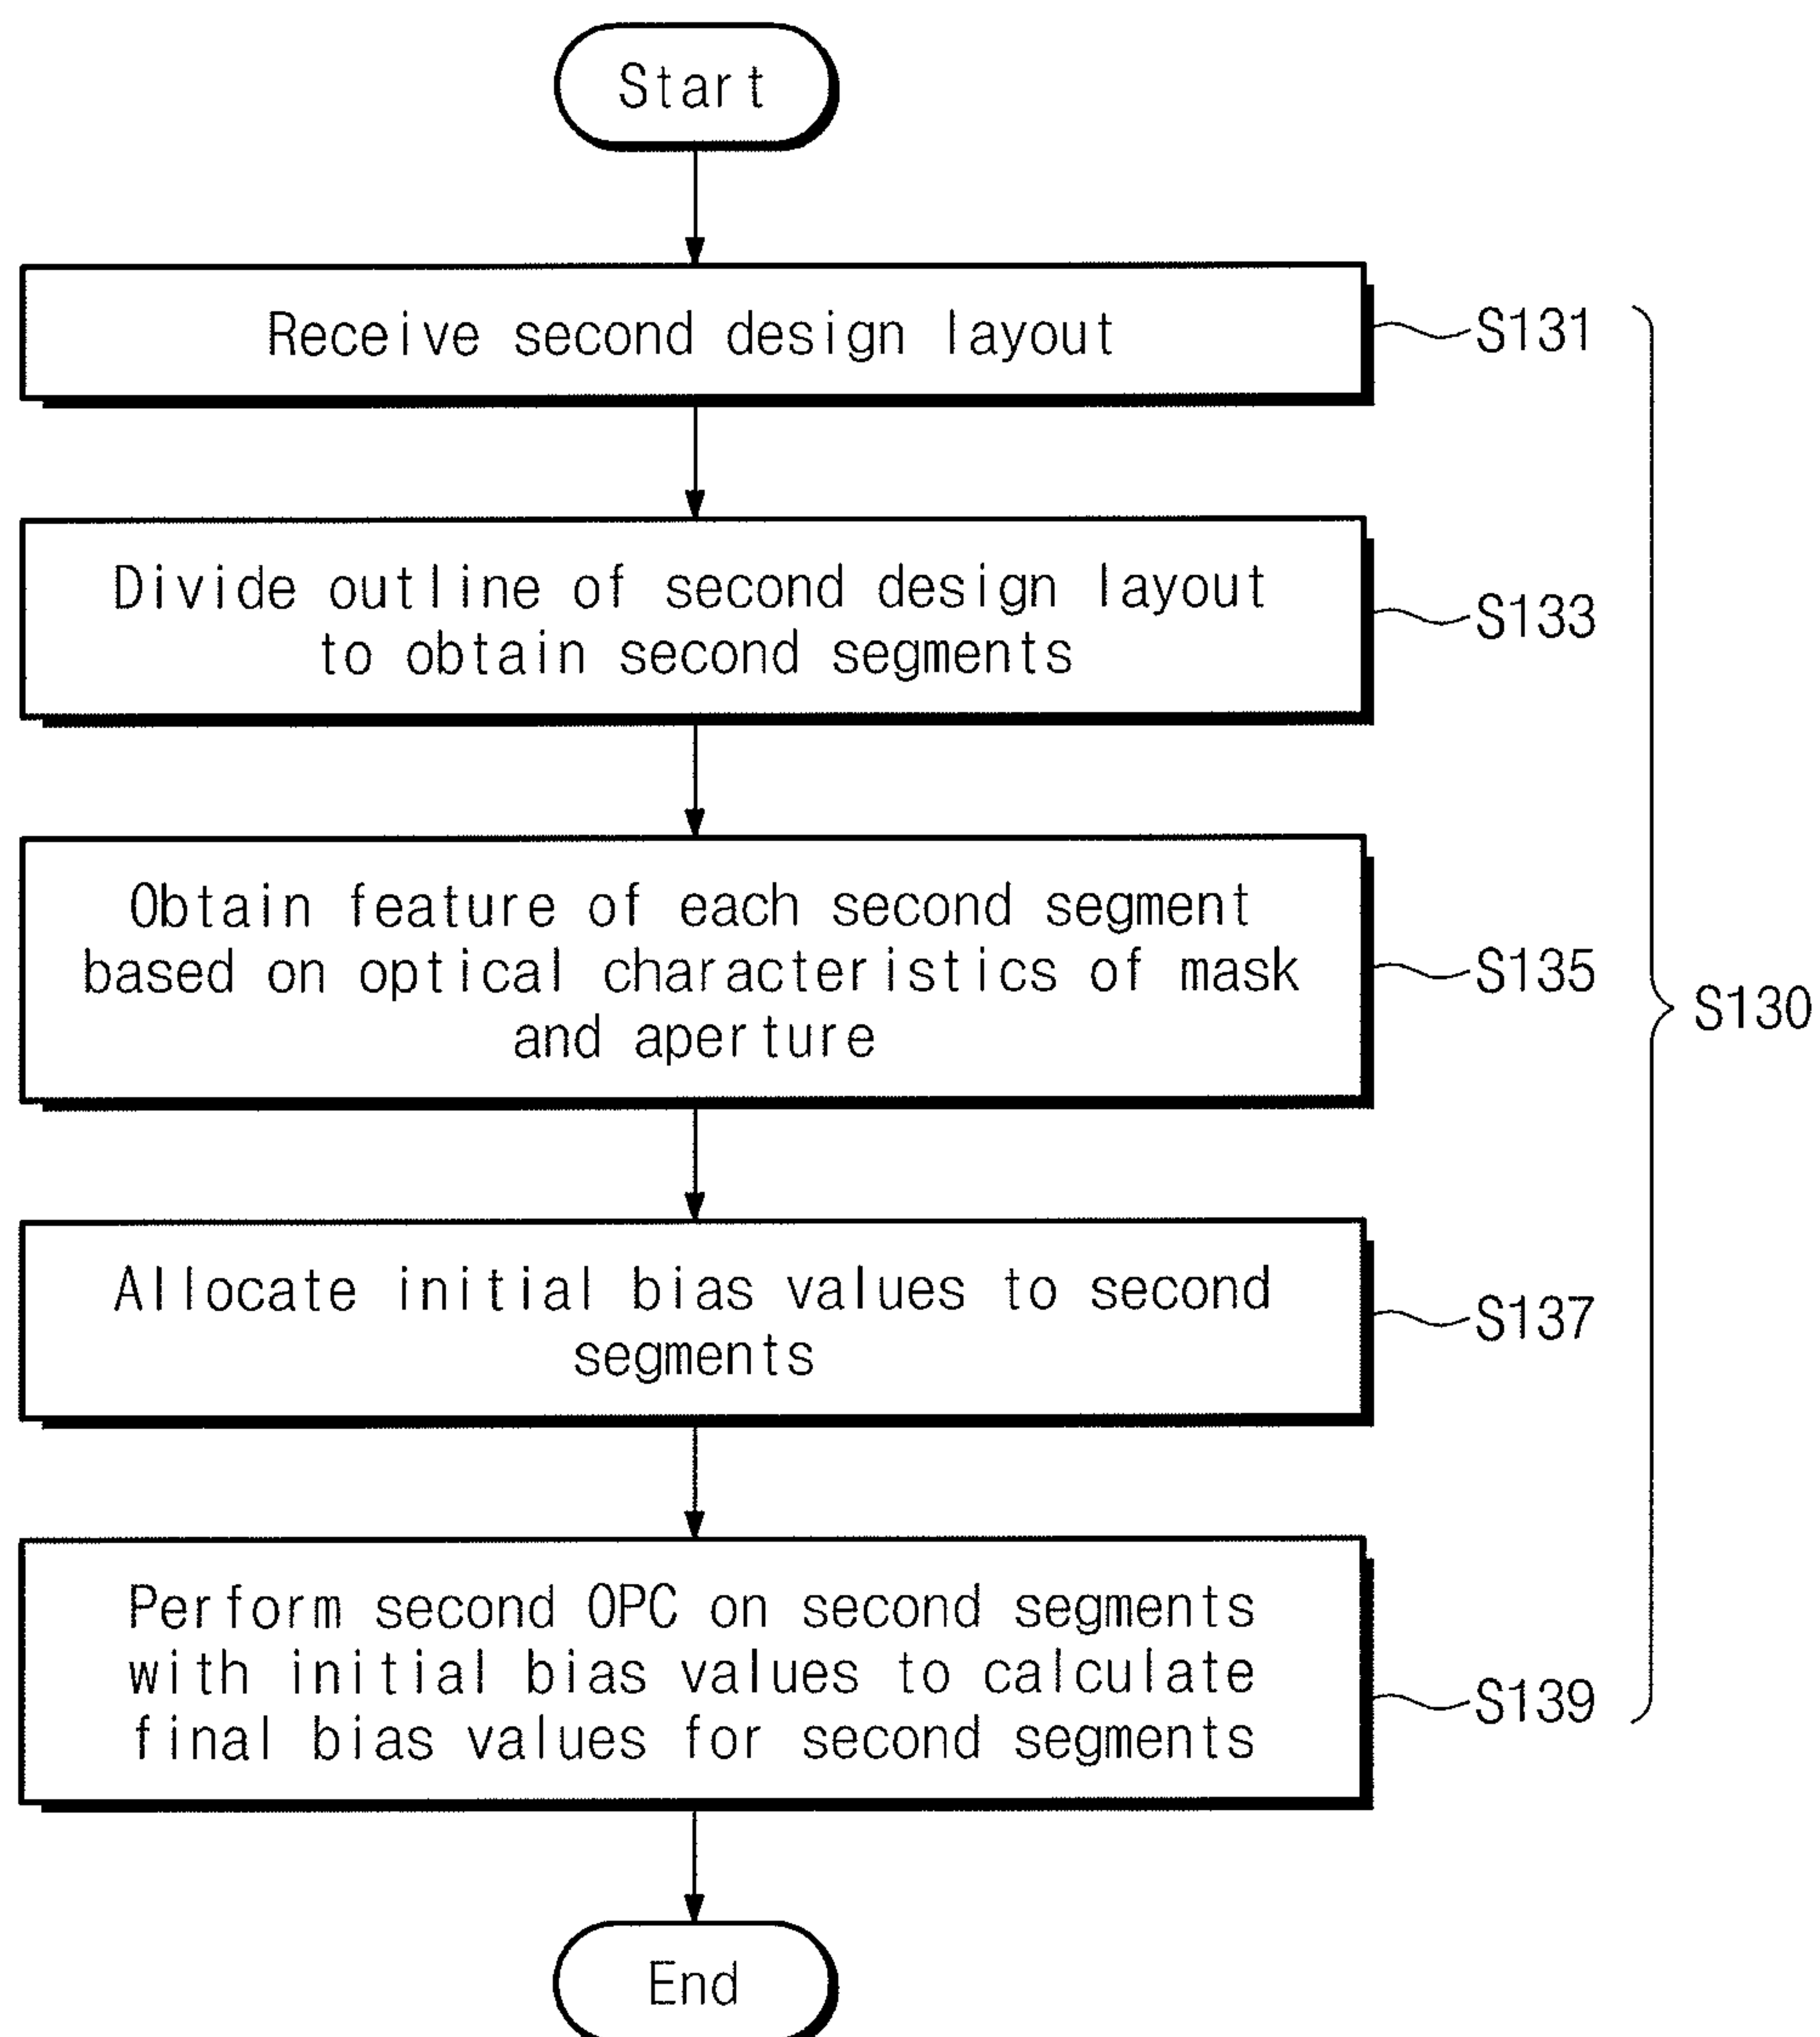 Start
Receive second design layout
S131
Divide outline of second design layout
to obtain second segments
S133
Obtain feature of each second segment
based on optical characteristics of mask
and aperture
S135
S130
Allocate initial bias values to second
segments
S137
Perform second OPC on second segments
with initial bias values to calculate
final bias values for second segments
S139
End